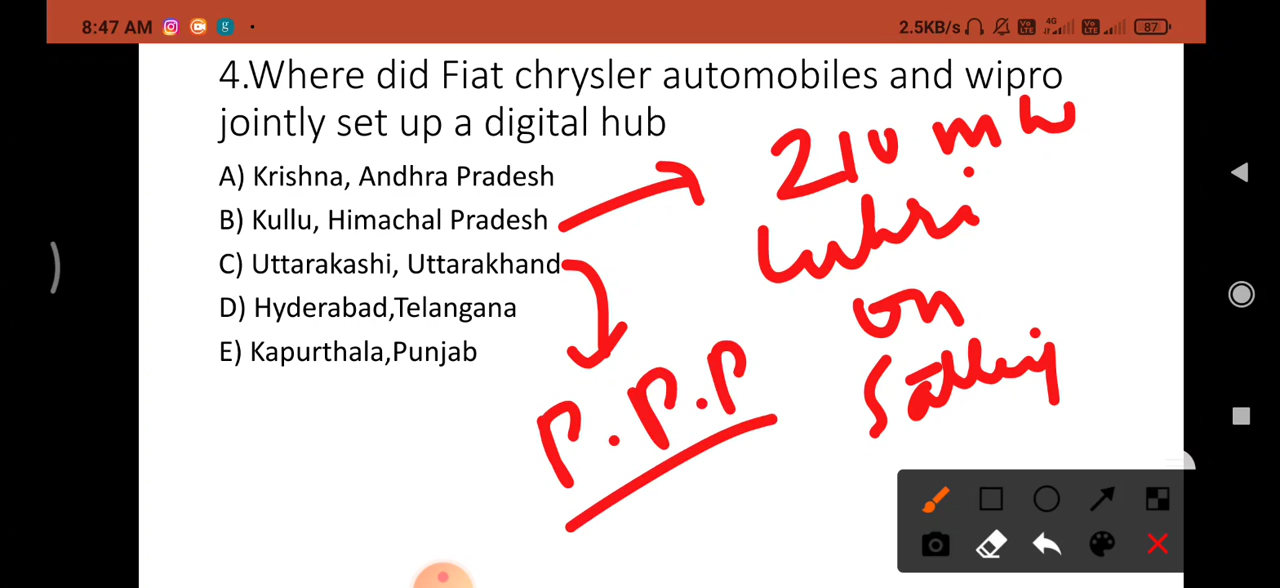 8:47 AM
2.5KB/s 4G 87
4.Where did Fiat chrysler automobiles and wipro
jointly set up a digital hub
A) Krishna, Andhra Pradesh
B) Kullu, Himachal Pradesh
C) Uttarakashi, Uttarakhand
D) Hyderabad,Telangana
E) Kapurthala,Punjab
210 mw
Luhri
on
P.P.P